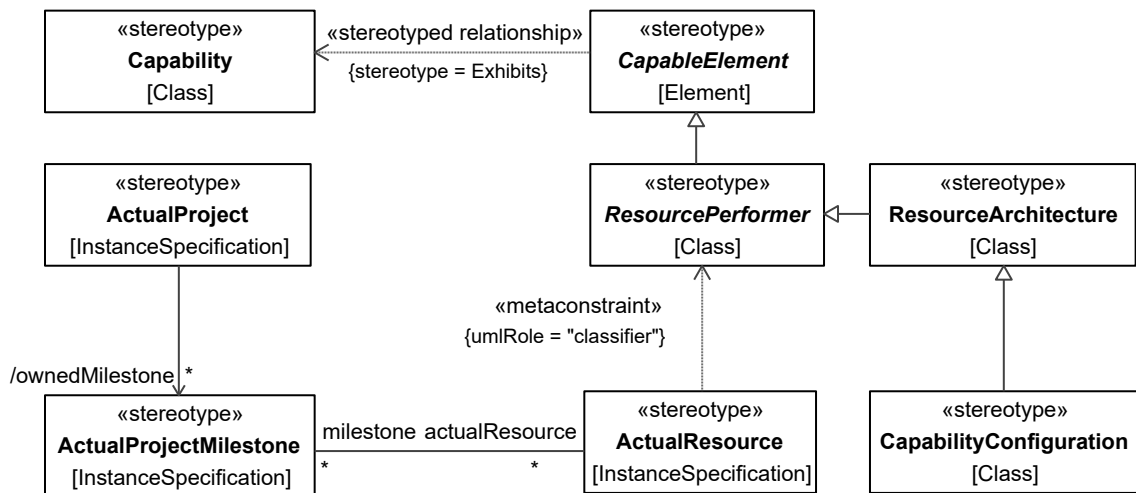 «stereotype»
Capability
[Class]
«stereotyped relationship»
{stereotype = Exhibits}
«stereotype»
CapableElement
[Element]
«stereotype»
ActualProject
[InstanceSpecification]
«stereotype»
ResourcePerformer
[Class]
«stereotype»
ResourceArchitecture
[Class]
«metaconstraint»
{umlRole = "classifier"}
/ownedMilestone *
«stereotype»
ActualProjectMilestone
[InstanceSpecification]
milestone actualResource
* *
«stereotype»
ActualResource
[InstanceSpecification]
«stereotype»
CapabilityConfiguration
[Class]